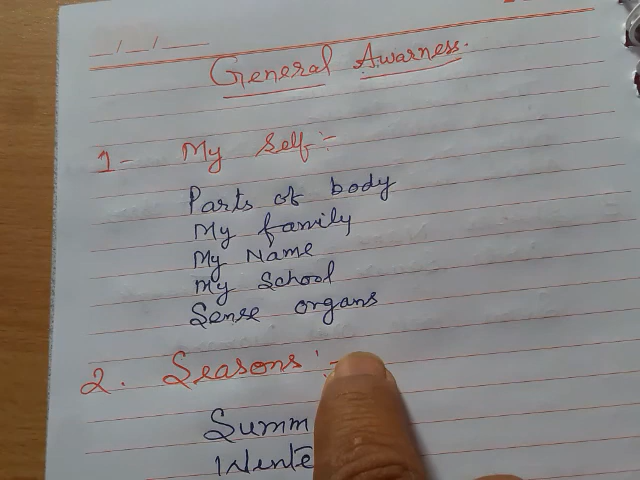 General Awarness.
1- My Self:-
Parts of body
My family
My Name
My School
Sense organs
2. Seasons:-
Summ
Wente